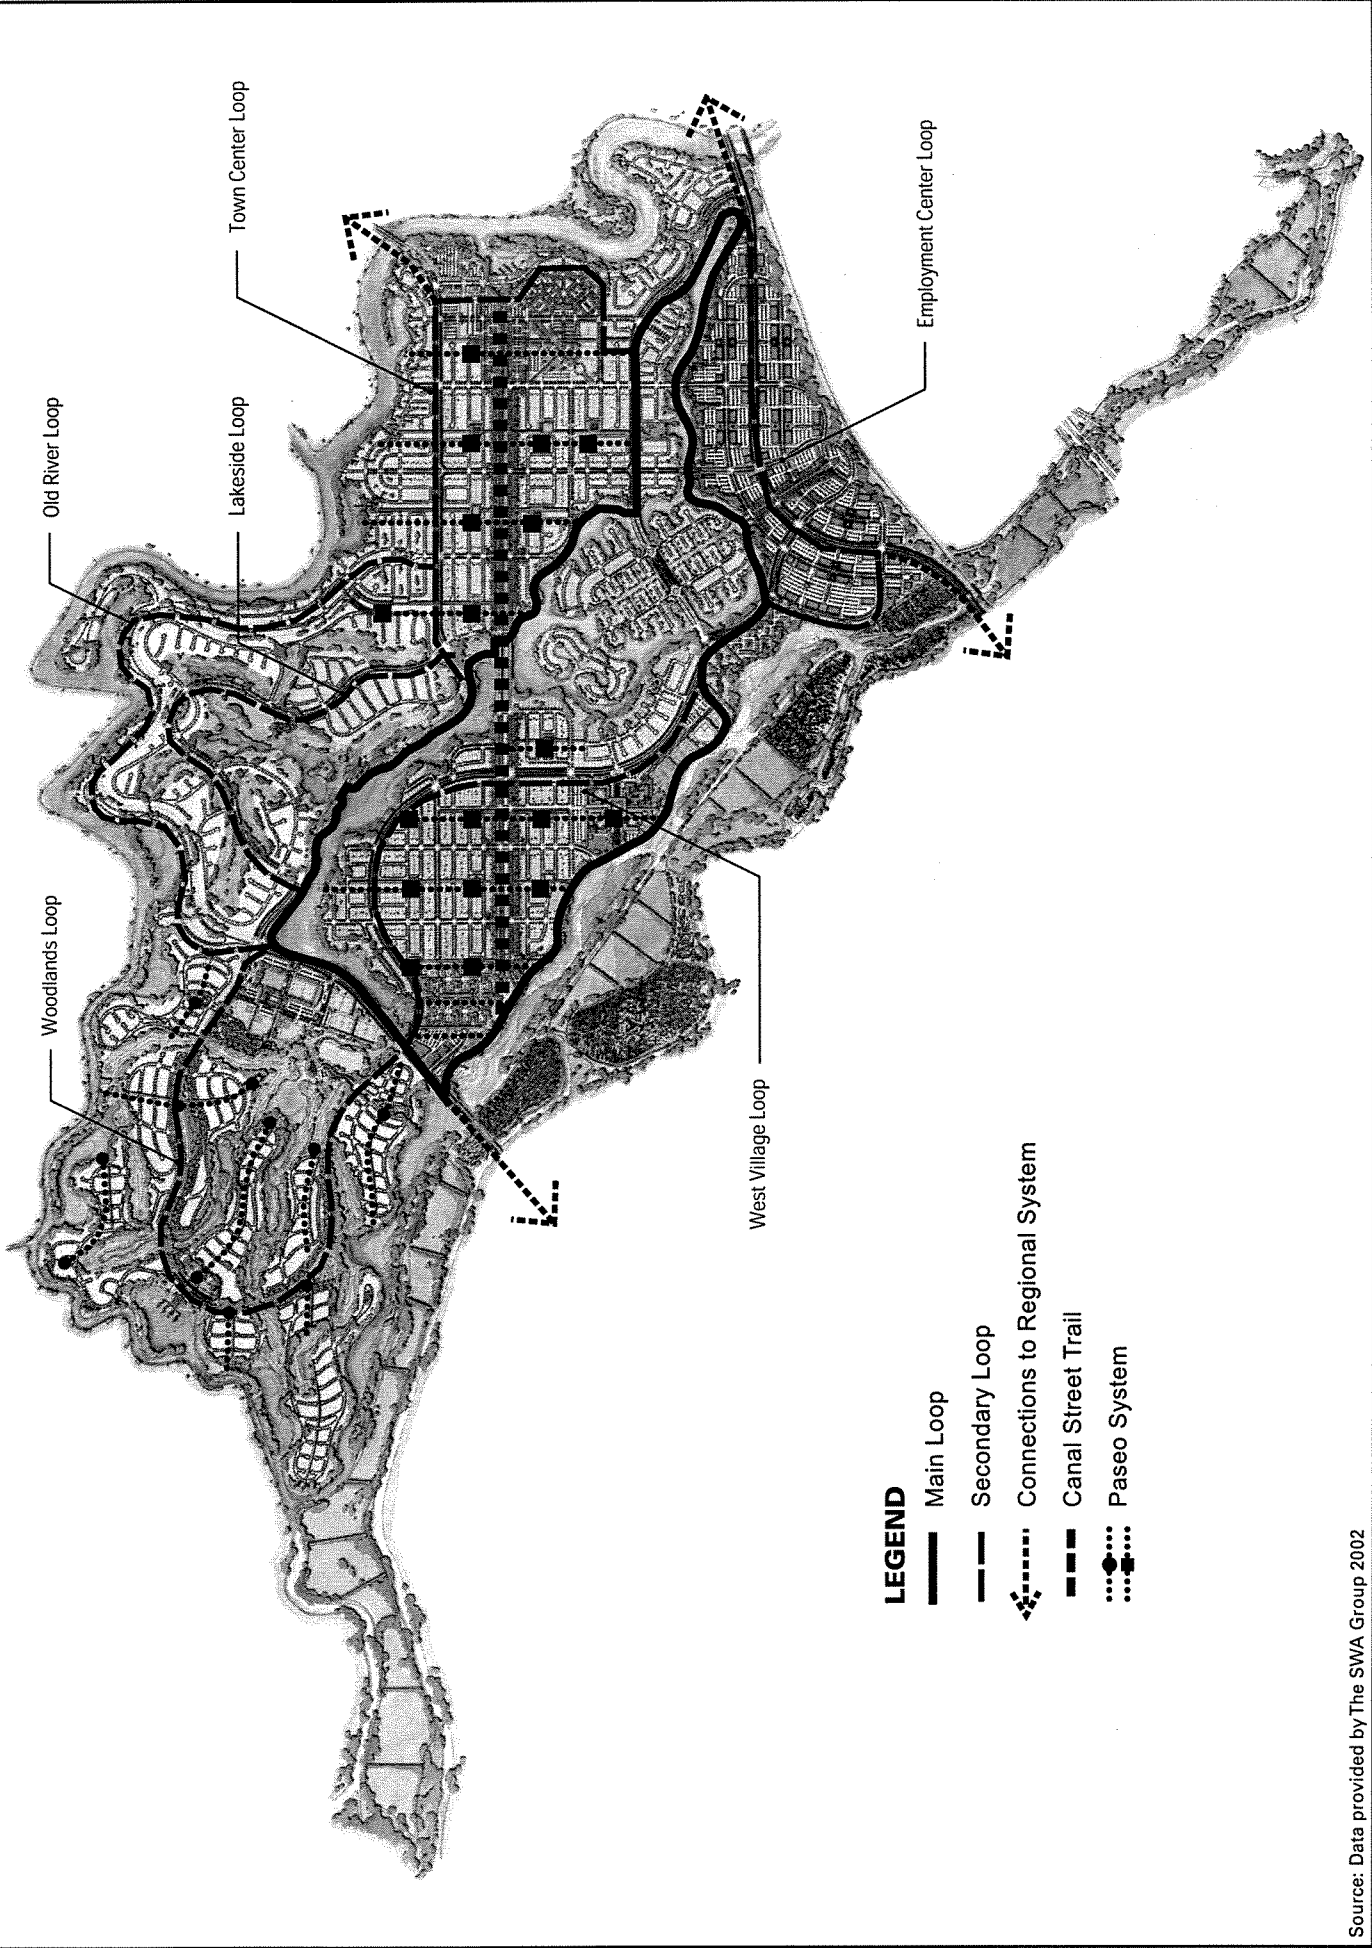 Woodlands Loop
Old River Loop
Lakeside Loop
Town Center Loop
West Village Loop
Employment Center Loop
LEGEND
Main Loop
Secondary Loop
Connections to Regional System
Canal Street Trail
Paseo System
Source: Data provided by The SWA Group 2002